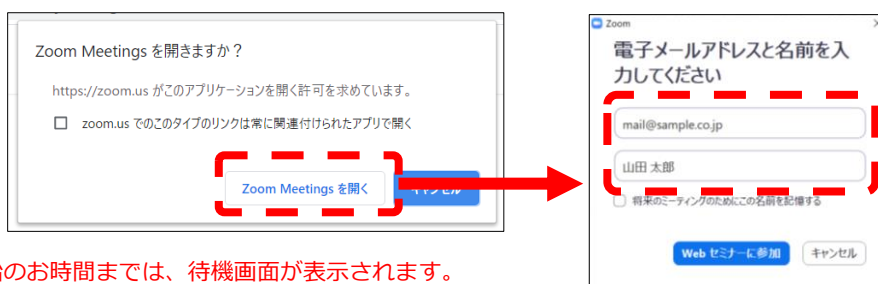 Zoom Meetings を開きますか？
https://zoom.us がこのアプリケーションを開く許可を求めています。
zoom.us でのこのタイプのリンクは常に関連付けられたアプリで開く
Zoom Meetings を開く
Zoom
電子メールアドレスと名前を入
力してください
mail@sample.co.jp
山田 太郎
将来のミーティングのためにこの名前を記憶する
Web セミナーに参加 キャンセル
のお時間までは、待機画面が表示されます。